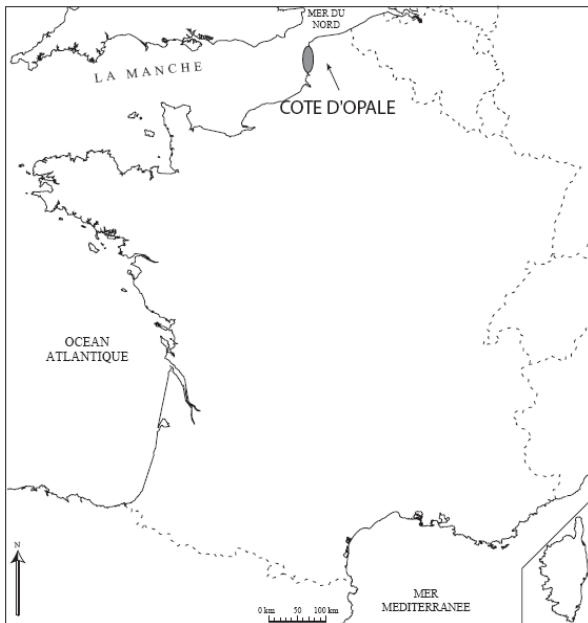 MER DU
NORD
LA MANCHE
COTE D'OPALE
OCEAN
ATLANTIQUE
N
0 km 50 100 km
MER
MEDITERRANEE